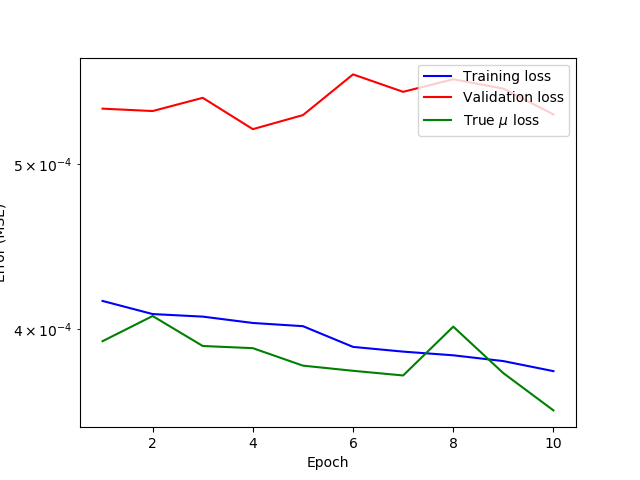 Training loss
Validation loss
True μ loss
5 × 10⁻⁴
4 × 10⁻⁴
Error (MSE)
2 4 6 8 10
Epoch